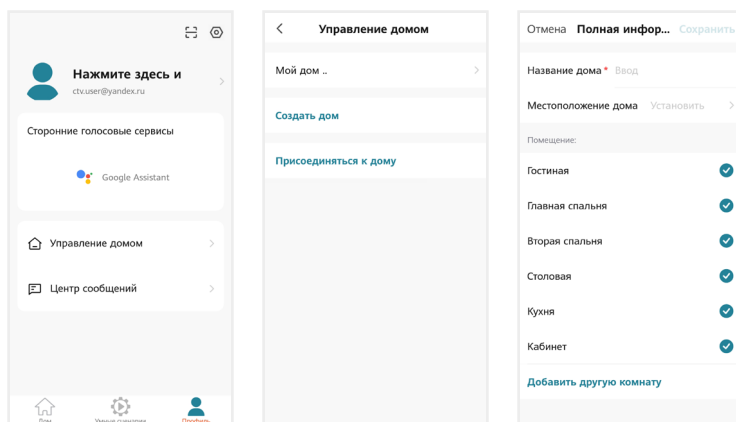 Нажмите здесь и
ctv.user@yandex.ru
Сторонние голосовые сервисы
Google Assistant
Управление домом
Центр сообщений
Дом
Умные сценарии
Профиль
Управление домом
Мой дом ..
Создать дом
Присоединяться к дому
Отмена Полная инфор... Сохранить
Название дома * Ввод
Местоположение дома Установить
Помещение:
Гостиная
Главная спальня
Вторая спальня
Столовая
Кухня
Кабинет
Добавить другую комнату